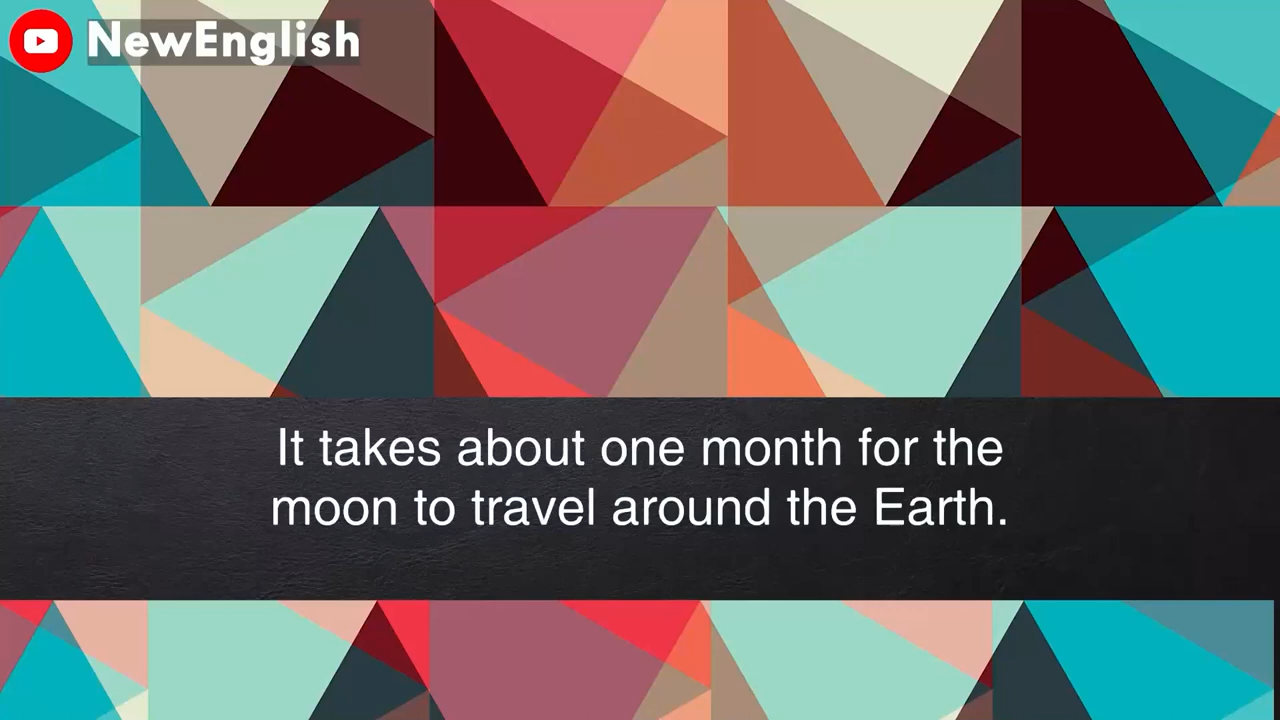 NewEnglish
It takes about one month for the
moon to travel around the Earth.